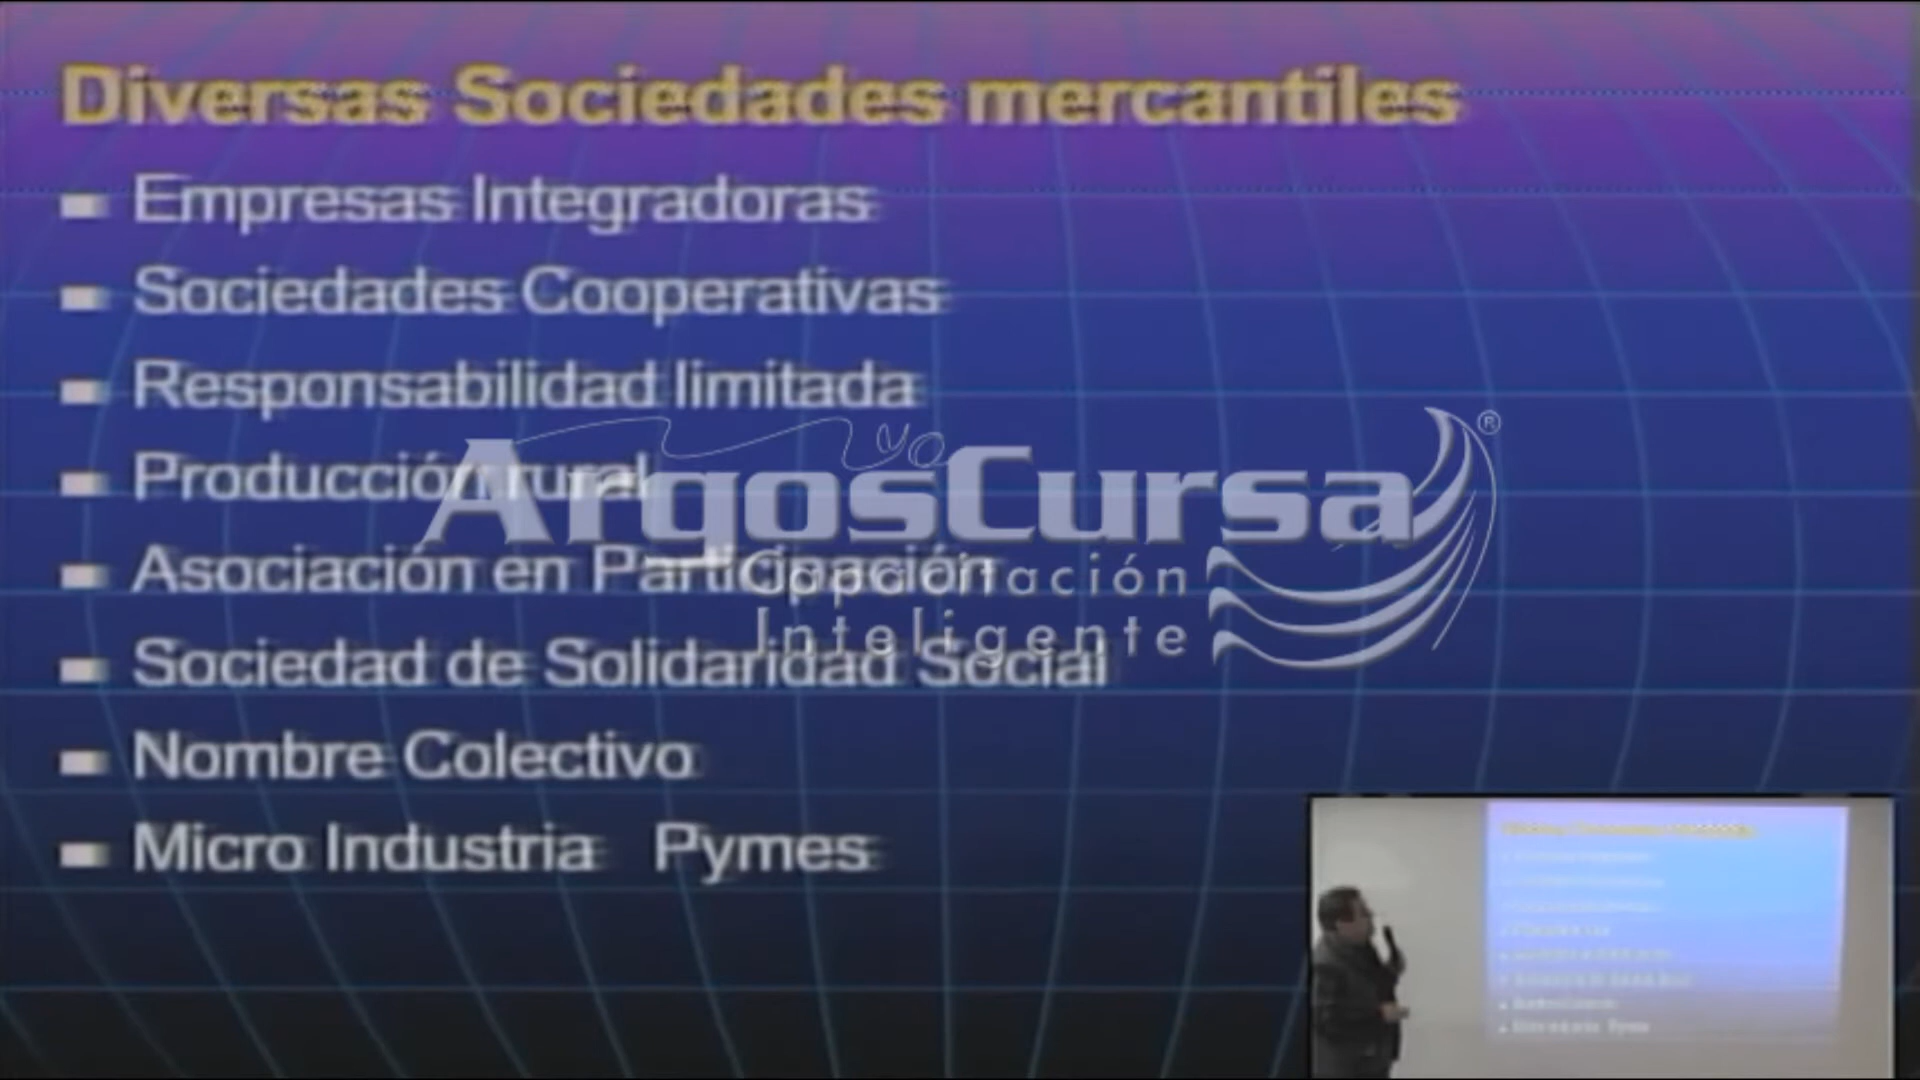 Diversas Sociedades mercantiles
Empresas Integradoras
Sociedades Cooperativas
Responsabilidad limitada
Producción rural
Asociación en Participación
Sociedad de Solidaridad Social
Nombre Colectivo
Micro Industria Pymes
yo
ArgosCursa ®
Capacitación
Inteligente